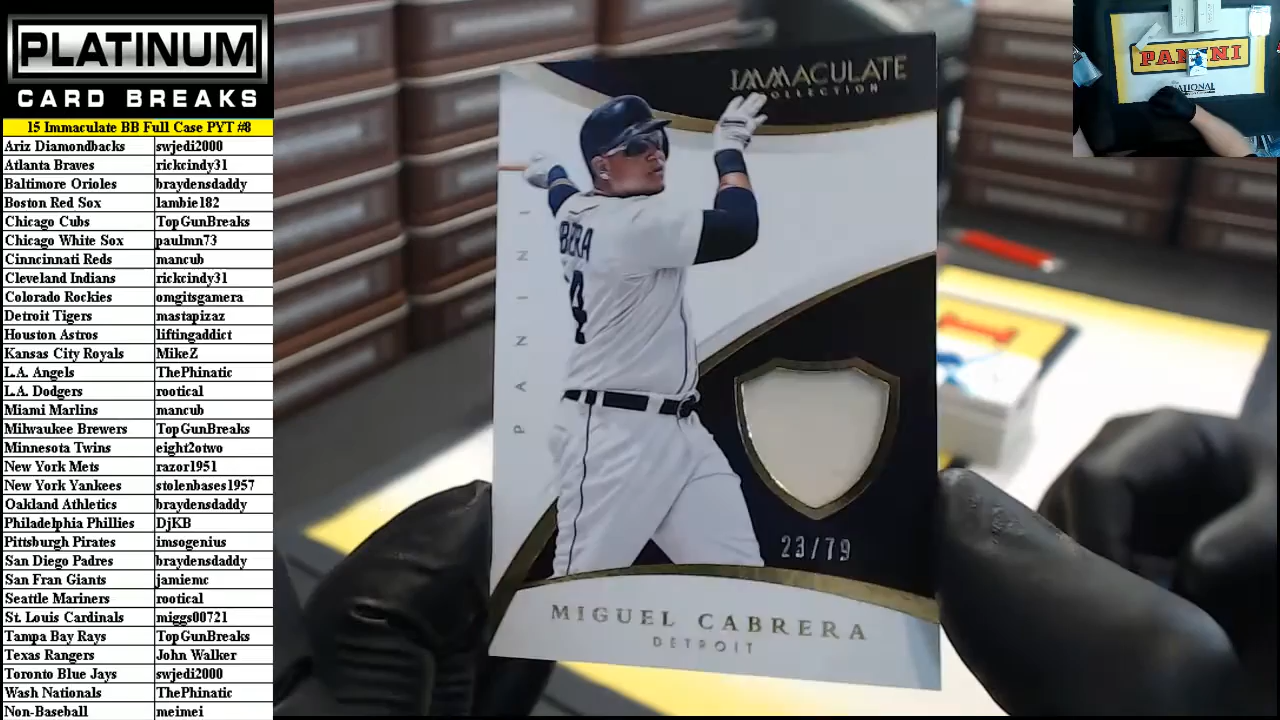 PLATINUM
CARD BREAKS
15 Immaculate BB Full Case PYT #8
Ariz Diamondbacks swjedi2000
Atlanta Braves rickcindy31
Baltimore Orioles braydensdaddy
Boston Red Sox lambie182
Chicago Cubs TopGunBreaks
Chicago White Sox paulmn73
Cinncinnati Reds mancub
Cleveland Indians rickcindy31
Colorado Rockies omgitsgamera
Detroit Tigers mastapizaz
Houston Astros liftingaddict
Kansas City Royals MikeZ
L.A. Angels ThePhinatic
L.A. Dodgers rootical
Miami Marlins mancub
Milwaukee Brewers TopGunBreaks
Minnesota Twins eight2otwo
New York Mets razor1951
New York Yankees stolenbases1957
Oakland Athletics braydensdaddy
Philadelphia Phillies DjKB
Pittsburgh Pirates imsogenius
San Diego Padres braydensdaddy
San Fran Giants jamiemc
Seattle Mariners rootical
St. Louis Cardinals miggs00721
Tampa Bay Rays TopGunBreaks
Texas Rangers John Walker
Toronto Blue Jays swjedi2000
Wash Nationals ThePhinatic
Non-Baseball meimei
IMMACULATE
COLLECTION
PANINI
BERA
23/79
MIGUEL CABRERA
DETROIT
PANINI
NATIONAL